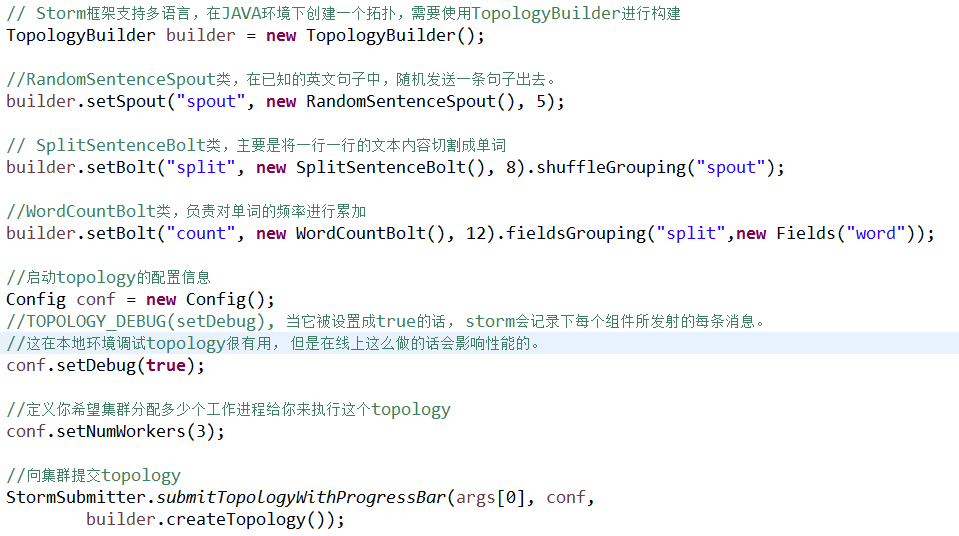 // Storm框架支持多语言，在JAVA环境下创建一个拓扑，需要使用TopologyBuilder进行构建
TopologyBuilder builder = new TopologyBuilder();
//RandomSentenceSpout类，在已知的英文句子中，随机发送一条句子出去。
builder.setSpout("spout", new RandomSentenceSpout(), 5);
// SplitSentenceBolt类，主要是将一行一行的文本内容切割成单词
builder.setBolt("split", new SplitSentenceBolt(), 8).shuffleGrouping("spout");
//WordCountBolt类，负责对单词的频率进行累加
builder.setBolt("count", new WordCountBolt(), 12).fieldsGrouping("split",new Fields("word"));
//启动topology的配置信息
Config conf = new Config();
//TOPOLOGY_DEBUG(setDebug), 当它被设置成true的话， storm会记录下每个组件所发射的每条消息。
//这在本地环境调试topology很有用， 但是在线上这么做的话会影响性能的。
conf.setDebug(true);
//定义你希望集群分配多少个工作进程给你来执行这个topology
conf.setNumWorkers(3);
//向集群提交topology
StormSubmitter.submitTopologyWithProgressBar(args[0], conf,
builder.createTopology());